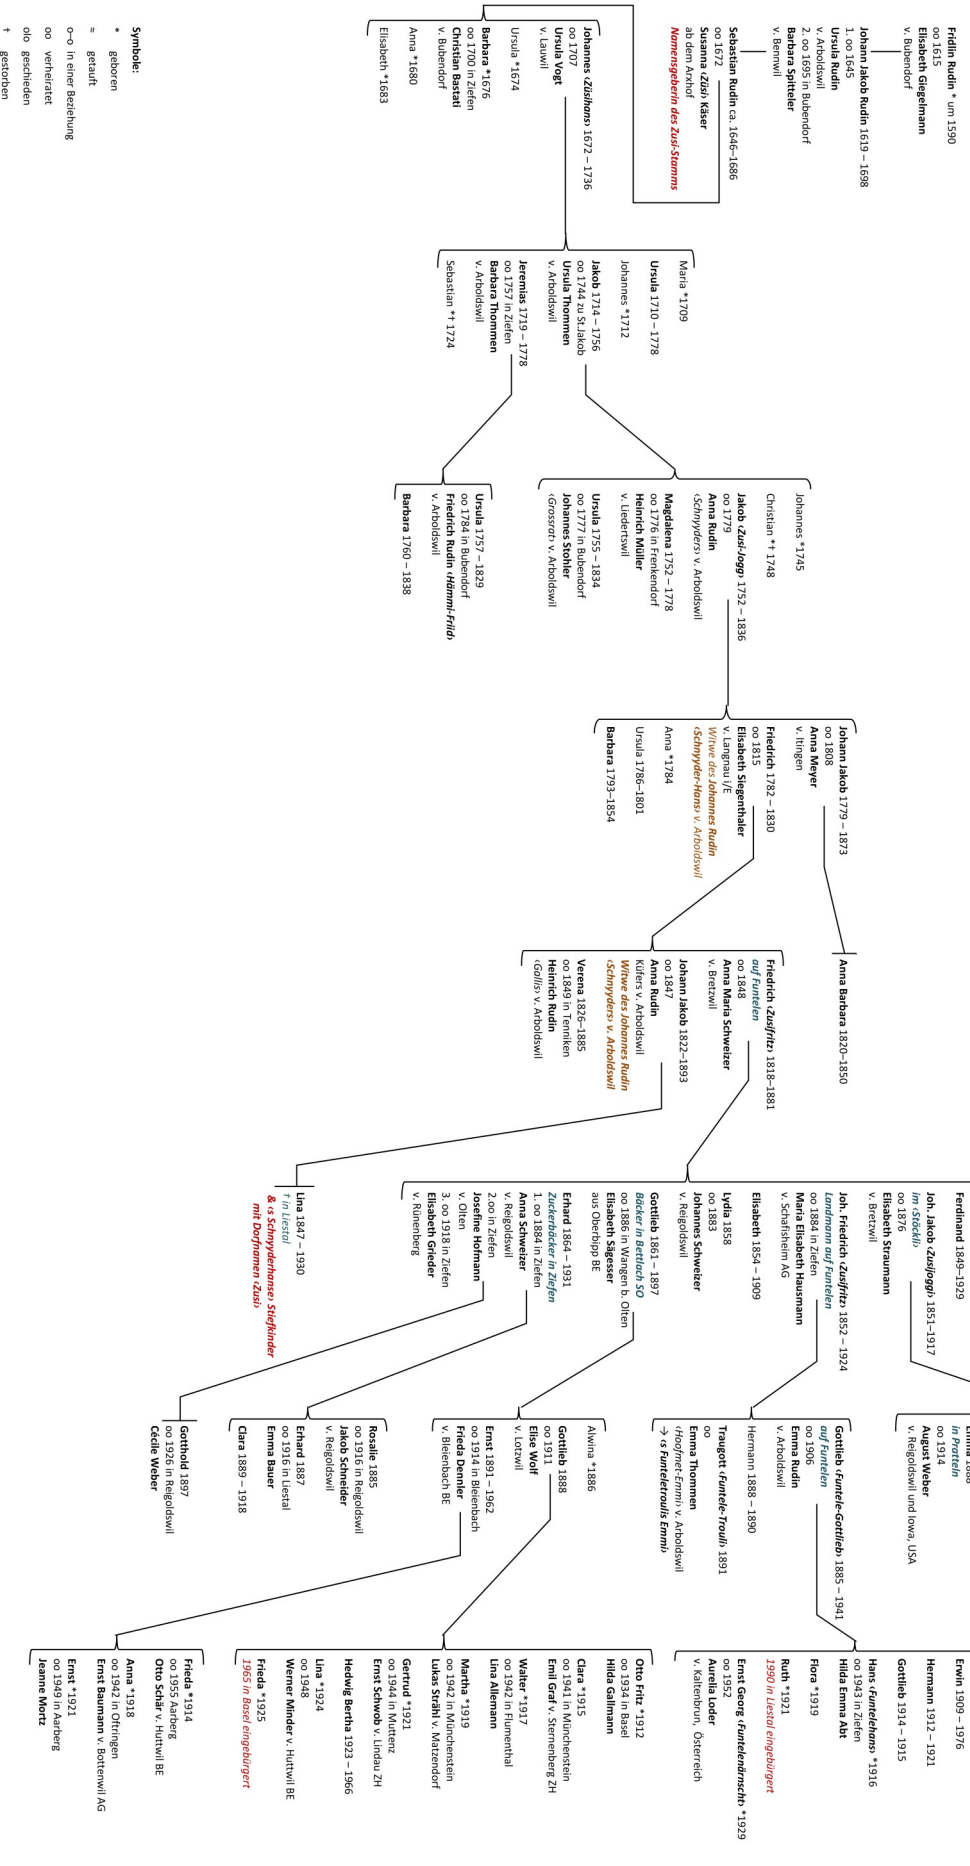 Fridlin Rudin * um 1590
oo 1615
Elisabeth Giegelmann
v. Bubendorf
Johann Jakob Rudin 1619 – 1698
1. oo 1645
Ursula Rudin
v. Arboldswil
2. oo 1695 in Bubendorf
Barbara Spitteler
v. Bennwil
Sebastian Rudin ca. 1646–1686
oo 1672
Susanna ‹Züsi› Käser
ab dem Arxhof
Namensgeberin des Zusi-Stamms
Johannes ‹Züsihans› 1672 – 1736
oo 1707
Ursula Vogt
v. Lauwil
Ursula *1674
Barbara *1676
oo 1700 in Ziefen
Christian Bastati
v. Bubendorf
Anna *1680
Elisabeth *1683
Symbole:
* geboren
≈ getauft
o–o in einer Beziehung
oo verheiratet
olo geschieden
† gestorben
Maria *1709
Ursula 1710 – 1778
Johannes *1712
Jakob 1714 – 1756
oo 1744 zu St.Jakob
Ursula Thommen
v. Arboldswil
Jeremias 1719 – 1778
oo 1757 in Ziefen
Barbara Thommen
v. Arboldswil
Sebastian *† 1724
Johannes *1745
Christian *† 1748
Jakob ‹Zusi-Jogg› 1752 – 1836
oo 1779
Anna Rudin
‹Schnyyders› v. Arboldswil
Magdalena 1752 – 1778
oo 1776 in Frenkendorf
Heinrich Müller
v. Liedertswil
Ursula 1755 – 1834
oo 1777 in Bubendorf
Johannes Stohler
‹Grossrat› v. Arboldswil
Ursula 1757 – 1829
oo 1784 in Bubendorf
Friedrich Rudin ‹Hämmi-Friid›
v. Arboldswil
Barbara 1760 – 1838
Johann Jakob 1779 – 1873
oo 1808
Anna Meyer
v. Itingen
Friedrich 1782 – 1830
oo 1815
Elisabeth Siegenthaler
v. Langnau i/E
Witwe des Johannes Rudin
‹Schnyyder-Hans› v. Arboldswil
Anna *1784
Ursula 1786–1801
Barbara 1793–1854
Anna Barbara 1820–1850
Friedrich ‹Zusifritz› 1818–1881
auf Funtelen
oo 1848
Anna Maria Schweizer
v. Bretzwil
Johann Jakob 1822–1893
oo 1847
Anna Rudin
Küfers v. Arboldswil
Witwe des Johannes Rudin
‹Schnyyders› v. Arboldswil
Verena 1826–1885
oo 1849 in Tenniken
Heinrich Rudin
‹Gallis› v. Arboldswil
Ferdinand 1849–1929
Joh. Jakob ‹Zusijoggi› 1851–1917
im ‹Stöckli›
oo 1876
Elisabeth Straumann
v. Bretzwil
Joh. Friedrich ‹Zusifritz› 1852 – 1924
Landmann auf Funtelen
oo 1884 in Ziefen
Maria Elisabeth Hausmann
v. Schafisheim AG
Elisabeth 1854 – 1909
Lydia 1858
oo 1883
Johannes Schweizer
v. Reigoldswil
Gottlieb 1861 – 1897
Bäcker in Bettlach SO
oo 1886 in Wangen b. Olten
Elisabeth Sägesser
aus Oberbipp BE
Erhard 1864 – 1931
Zuckerbäcker in Ziefen
1. oo 1884 in Ziefen
Anna Schweizer
v. Reigoldswil
2.oo in Ziefen
Josefine Hofmann
v. Olten
3. oo 1918 in Ziefen
Elisabeth Grieder
v. Rünenberg
Lina 1847 – 1930
† in Liestal
& ‹s Schnyyderhanse› Stiefkinder
mit Dorfnamen ‹Zusi›
in Pratteln
oo 1914
August Weber
v. Reigoldswil und Iowa, USA
Gottlieb ‹Funtele-Gottlieb› 1885 – 1941
auf Funtelen
oo 1906
Emma Rudin
v. Arboldswil
Hermann 1888 – 1890
Traugott ‹Funtele-Trouli› 1891
oo
Emma Thommen
‹Hoofmet-Emmi› v. Arboldswil
→ ‹s Funteletroulis Emmi›
Alwina *1886
Gottlieb 1888
oo 1911
Elise Wolf
v. Lotzwil
Ernst 1891 – 1962
oo 1914 in Bleienbach
Frieda Dennler
v. Bleienbach BE
Rosalie 1885
oo 1916 in Reigoldswil
Jakob Schneider
v. Reigoldswil
Erhard 1887
oo 1916 in Liestal
Emma Bauer
Clara 1889 – 1918
Gotthold 1897
oo 1926 in Reigoldswil
Cécile Weber
Erwin 1909 – 1976
Hermann 1912 – 1921
Gottlieb 1914 – 1915
Hans ‹Funtelehans› *1916
oo 1943 in Ziefen
Hilda Emma Abt
Flora *1919
Ruth *1921
1990 in Liestal eingebürgert
Ernst Georg ‹Funtelenärnscht› *1929
oo 1952
Aurelia Loder
v. Kaltenbrun, Österreich
Otto Fritz *1912
oo 1934 in Basel
Hilda Gallmann
Clara *1915
oo 1941 in Münchenstein
Emil Graf v. Sternenberg ZH
Walter *1917
oo 1942 in Flumenthal
Lina Allemann
Martha *1919
oo 1942 in Münchenstein
Lukas Strähl v. Matzendorf
Gertrud *1921
oo 1944 in Muttenz
Ernst Schwob v. Lindau ZH
Hedwig Bertha 1923 – 1966
Lina *1924
oo 1948
Werner Minder v. Huttwil BE
Frieda *1925
1965 in Basel eingebürgert
Frieda *1914
oo 1955 Aarberg
Otto Schär v. Huttwil BE
Anna *1918
oo 1942 in Oftringen
Ernst Baumann v. Bottenwil AG
Ernst *1921
oo 1949 in Aarberg
Jeanne Mortz